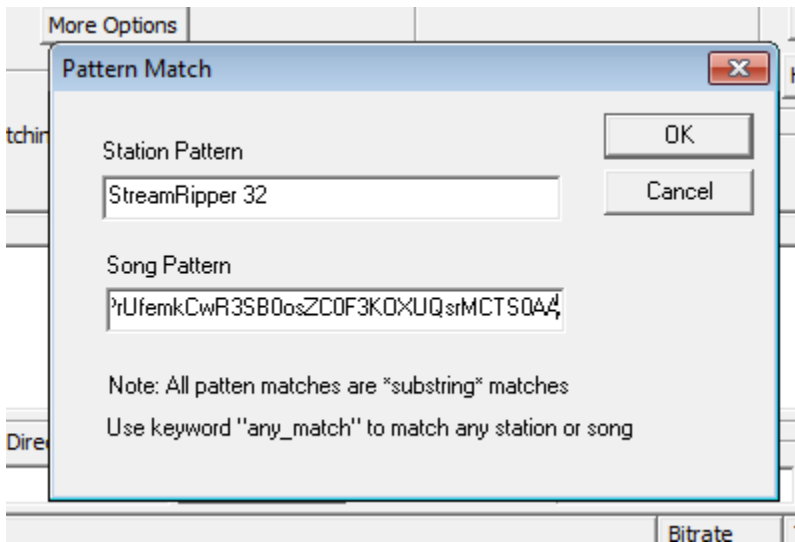 More Options
Pattern Match
Station Pattern
OK
StreamRipper 32
Cancel
Song Pattern
Note: All patten matches are *substring* matches
Use keyword "any_match" to match any station or song
Bitrate